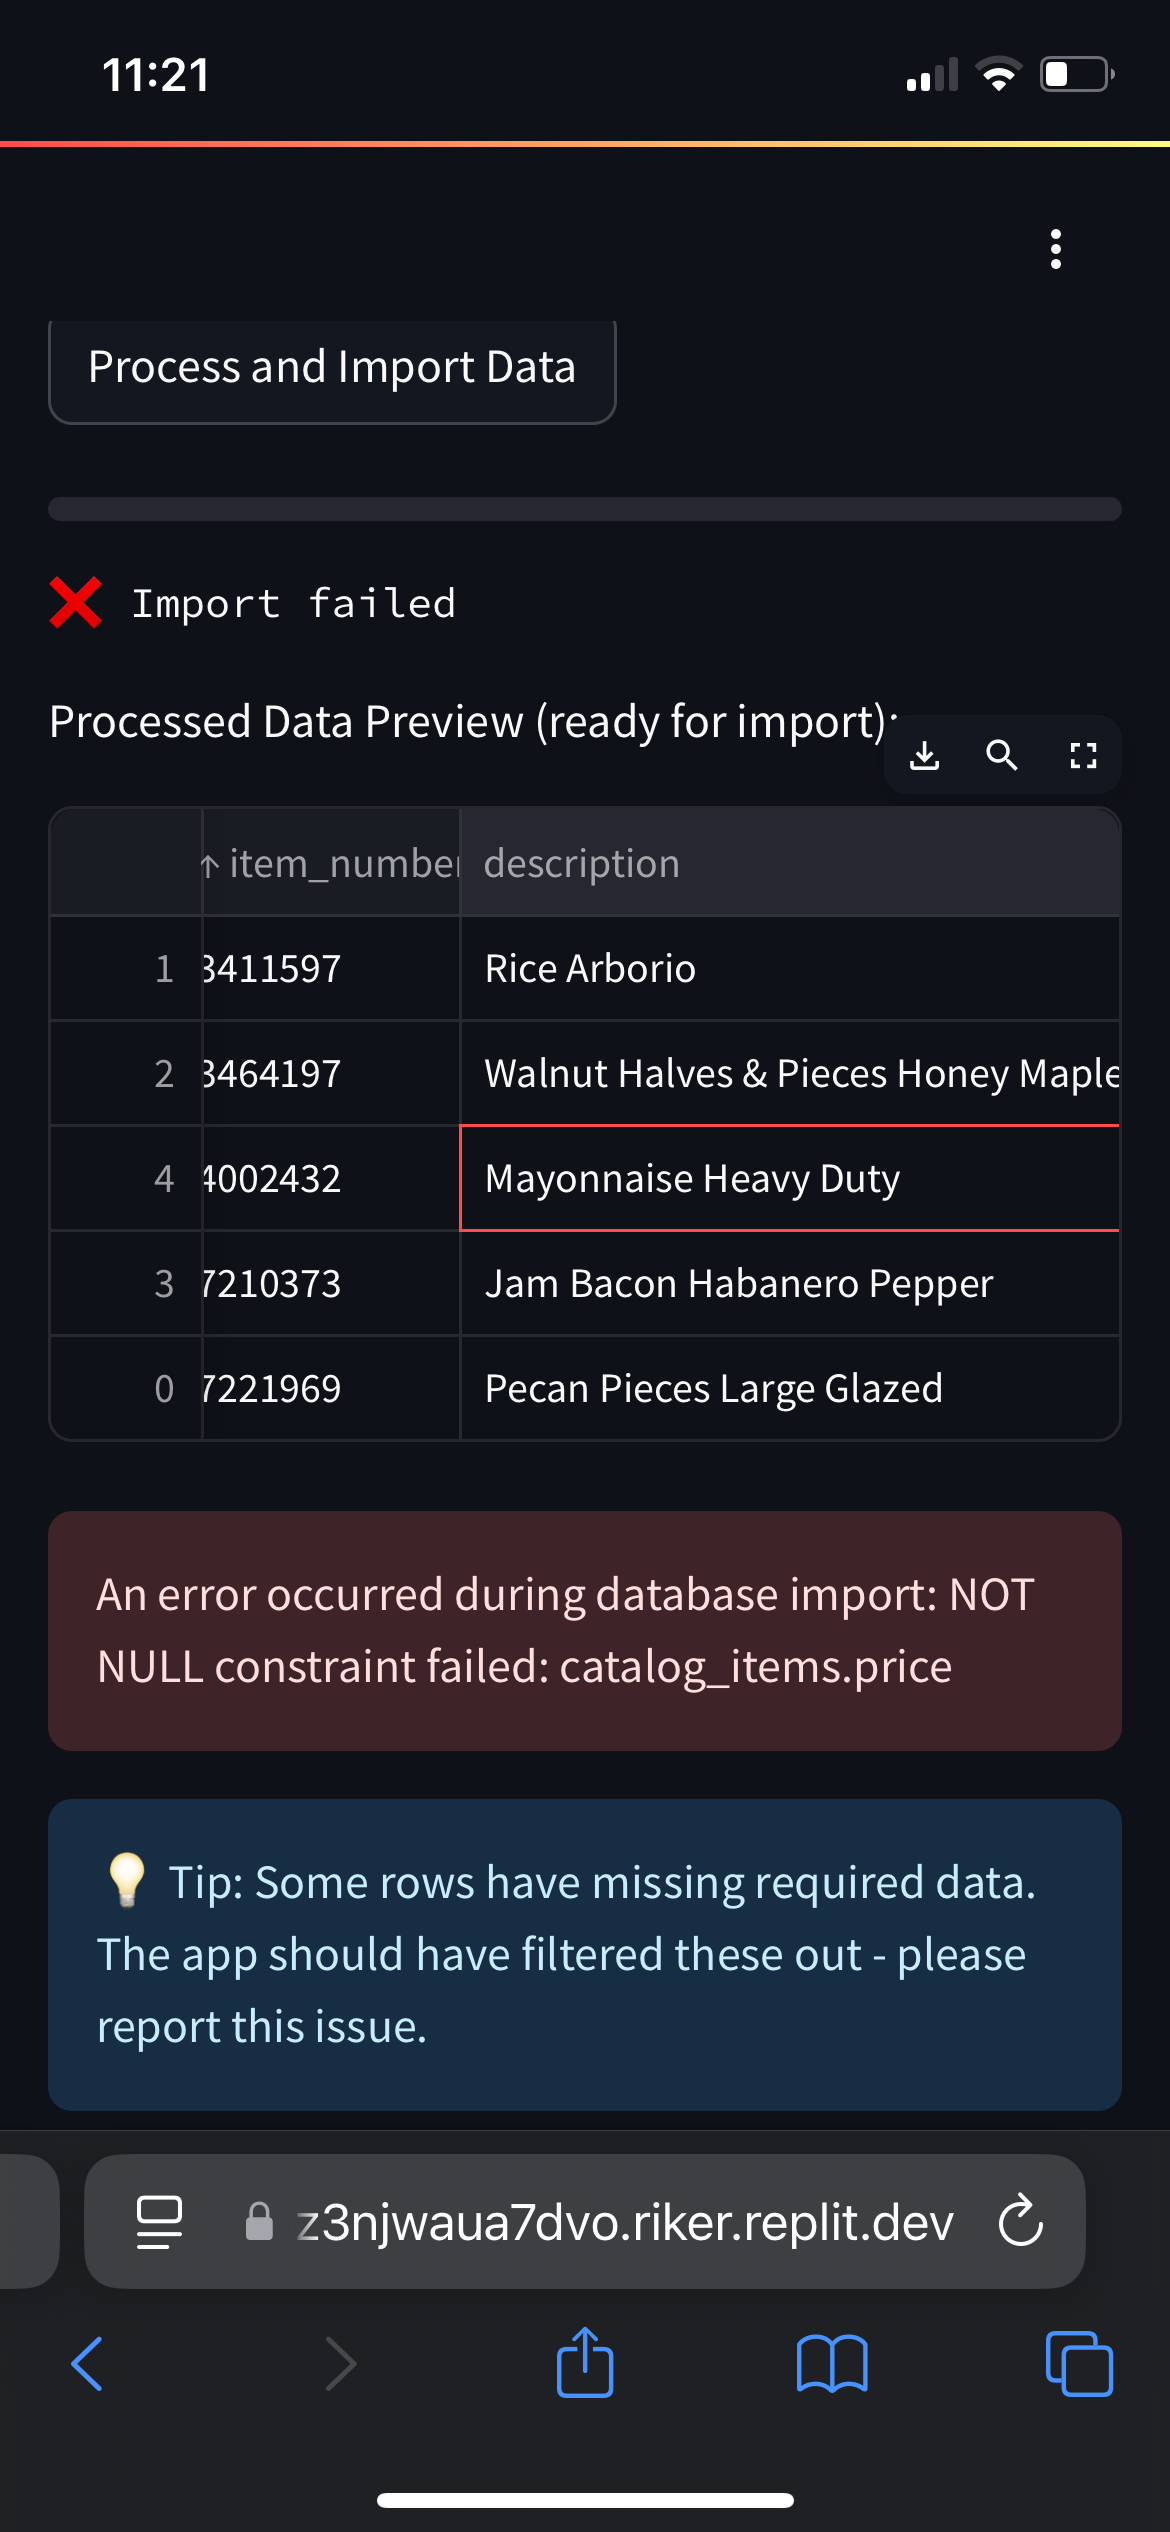 11:21
Process and Import Data
❌ Import failed
Processed Data Preview (ready for import):
↑ item_number description
1 3411597 Rice Arborio
2 3464197 Walnut Halves & Pieces Honey Maple
4 4002432 Mayonnaise Heavy Duty
3 7210373 Jam Bacon Habanero Pepper
0 7221969 Pecan Pieces Large Glazed
An error occurred during database import: NOT
NULL constraint failed: catalog_items.price
💡 Tip: Some rows have missing required data.
The app should have filtered these out - please
report this issue.
z3njwaua7dvo.riker.replit.dev